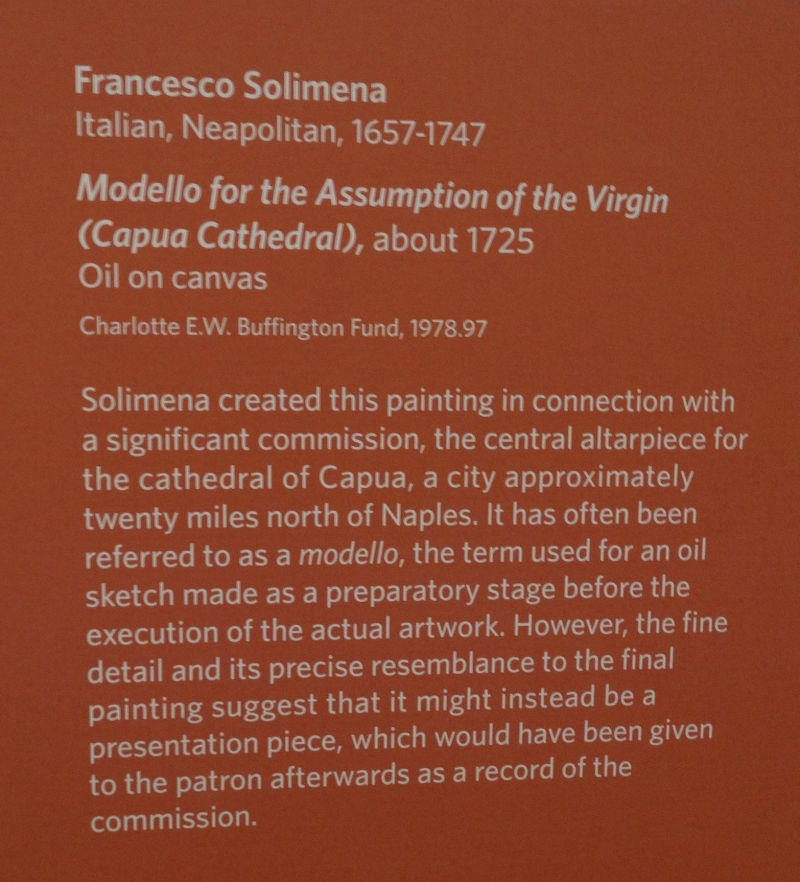 Francesco Solimena
Italian, Neapolitan, 1657-1747
Modello for the Assumption of the Virgin
(Capua Cathedral), about 1725
Oil on canvas
Charlotte E.W. Buffington Fund, 1978.97
Solimena created this painting in connection with
a significant commission, the central altarpiece for
the cathedral of Capua, a city approximately
twenty miles north of Naples. It has often been
referred to as a modello, the term used for an oil
sketch made as a preparatory stage before the
execution of the actual artwork. However, the fine
detail and its precise resemblance to the final
painting suggest that it might instead be a
presentation piece, which would have been given
to the patron afterwards as a record of the
commission.